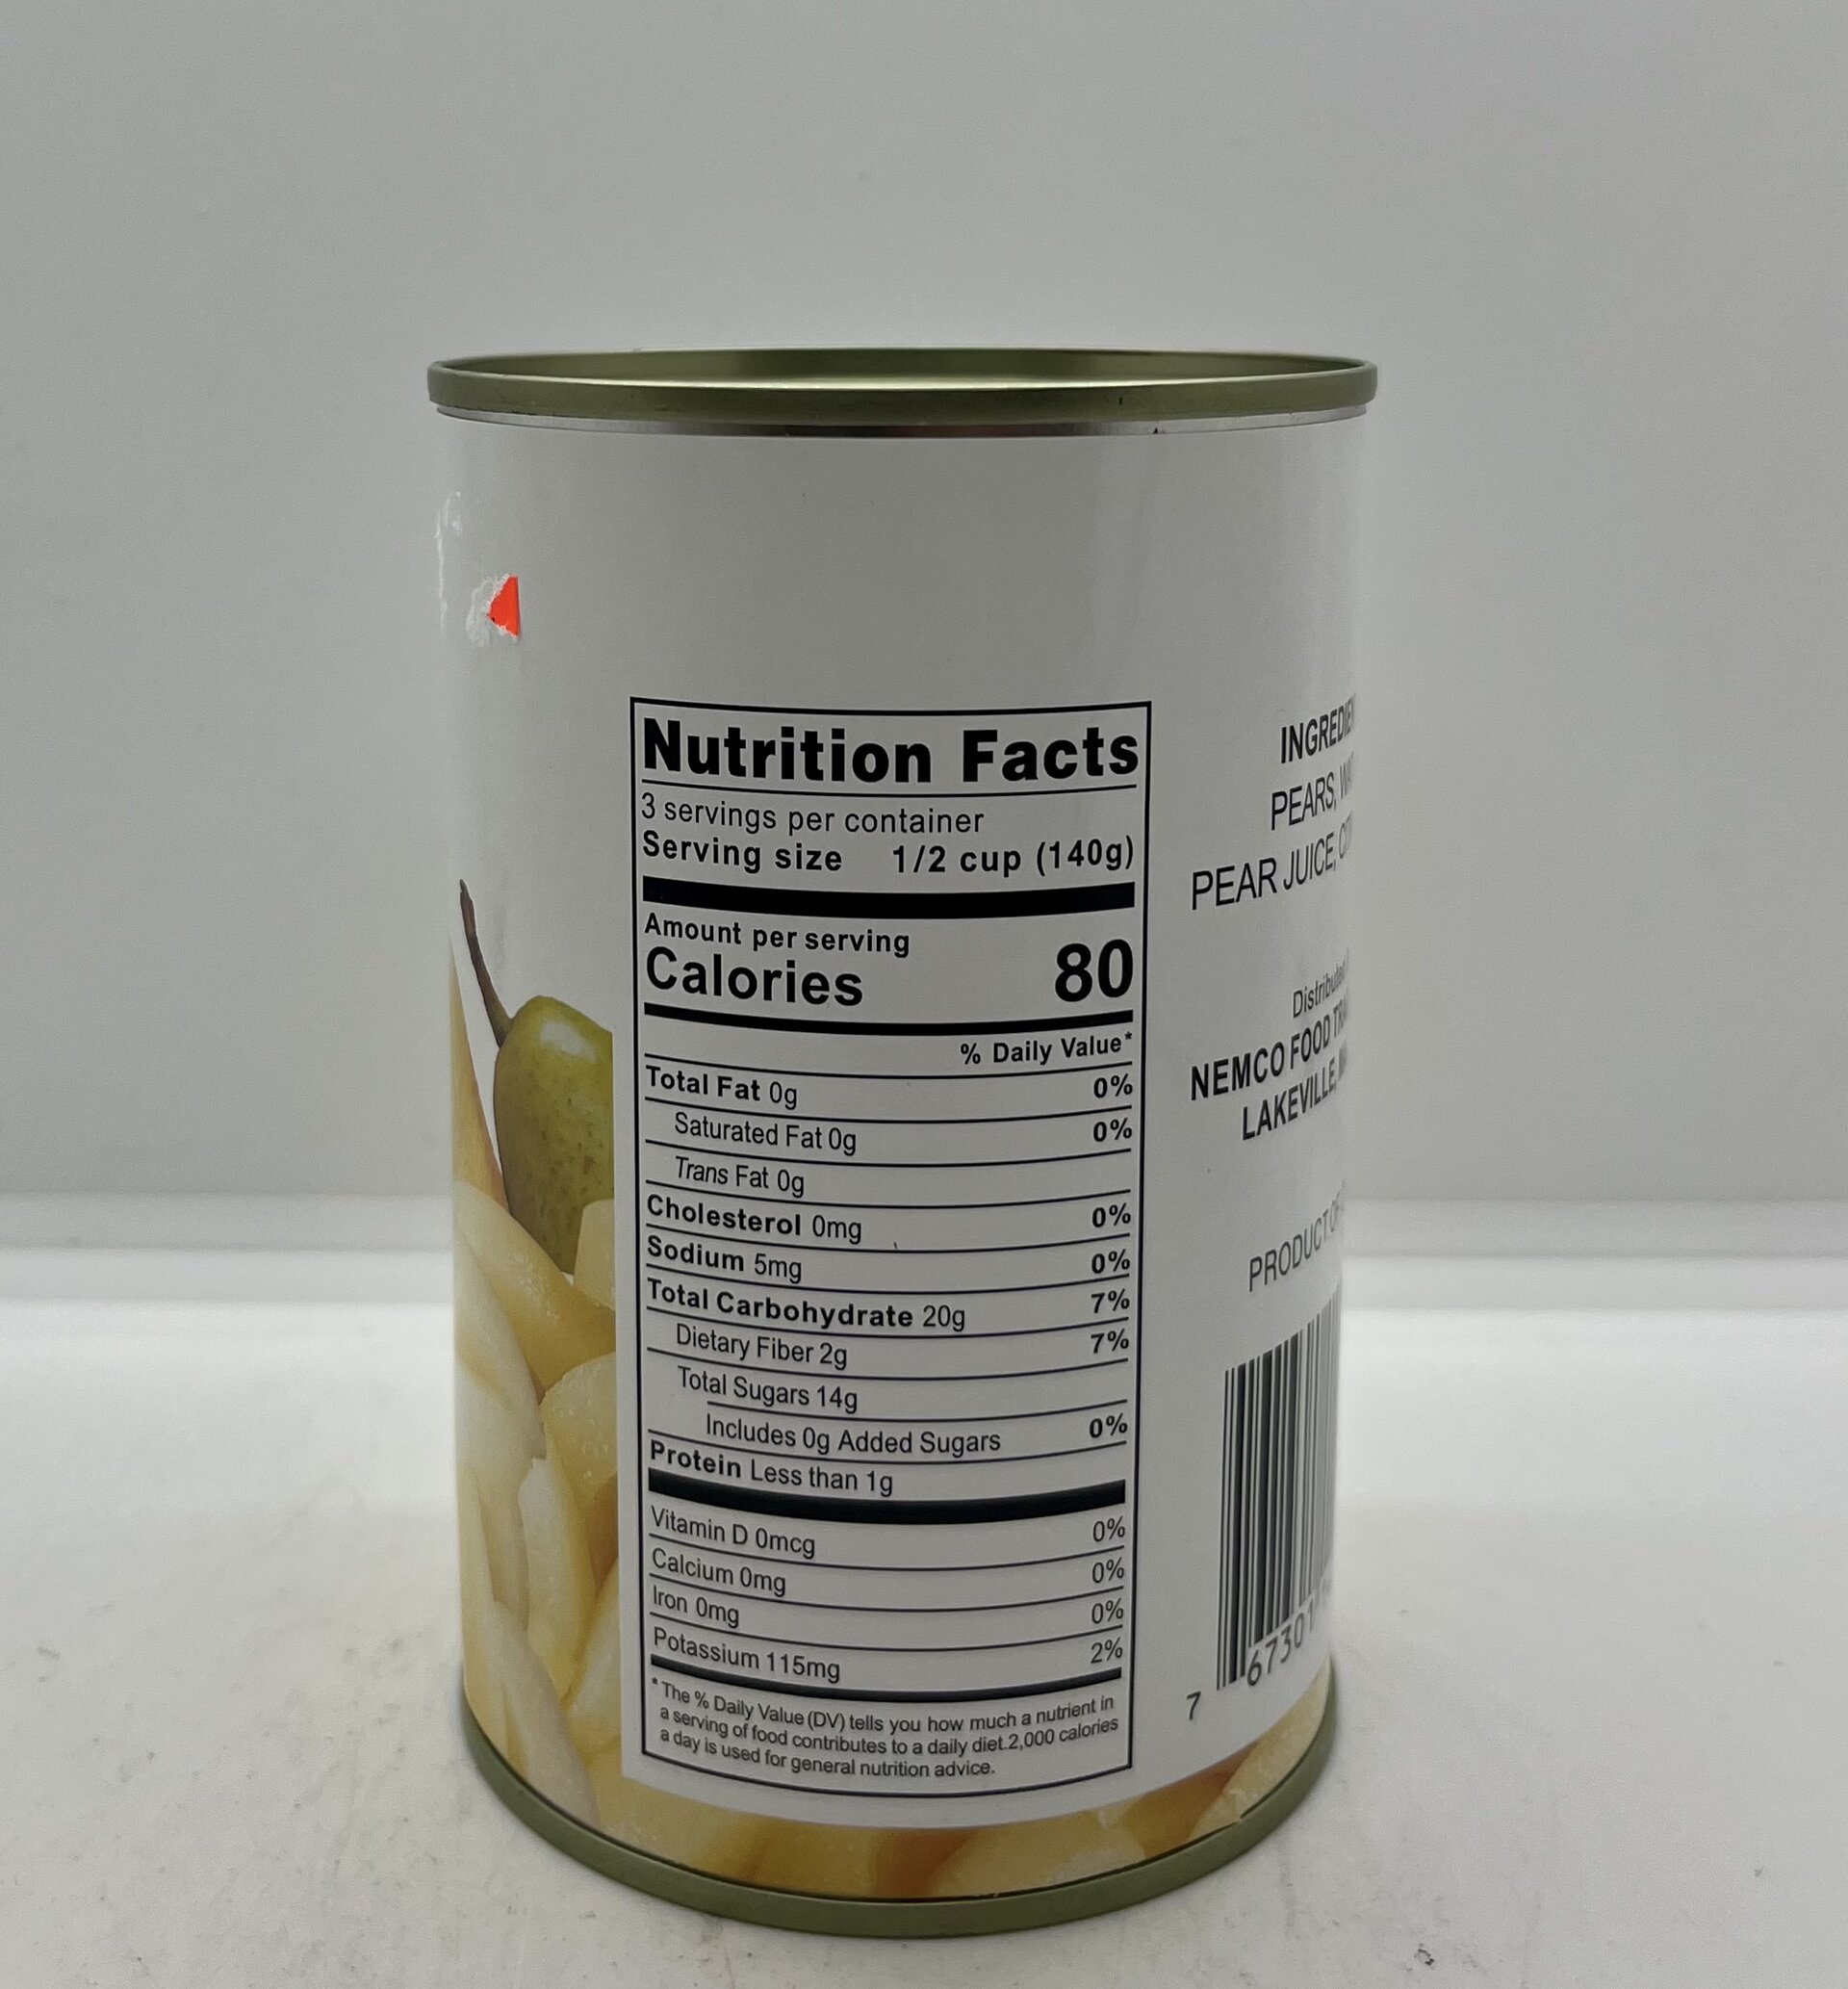 Nutrition Facts
3 servings per container
Serving size 1/2 cup (140g)
Amount per serving
Calories 80
% Daily Value*
Total Fat 0g 0%
Saturated Fat 0g 0%
Trans Fat 0g
Cholesterol 0mg 0%
Sodium 5mg 0%
Total Carbohydrate 20g 7%
Dietary Fiber 2g 7%
Total Sugars 14g
Includes 0g Added Sugars 0%
Protein Less than 1g
Vitamin D 0mcg 0%
Calcium 0mg 0%
Iron 0mg 0%
Potassium 115mg 2%
* The % Daily Value (DV) tells you how much a nutrient in
a serving of food contributes to a daily diet.2,000 calories
a day is used for general nutrition advice.
PEARS,
PEAR JUICE,
NEMCO FOOD
LAKEVILLE,
PRODUCT OF
7 67301